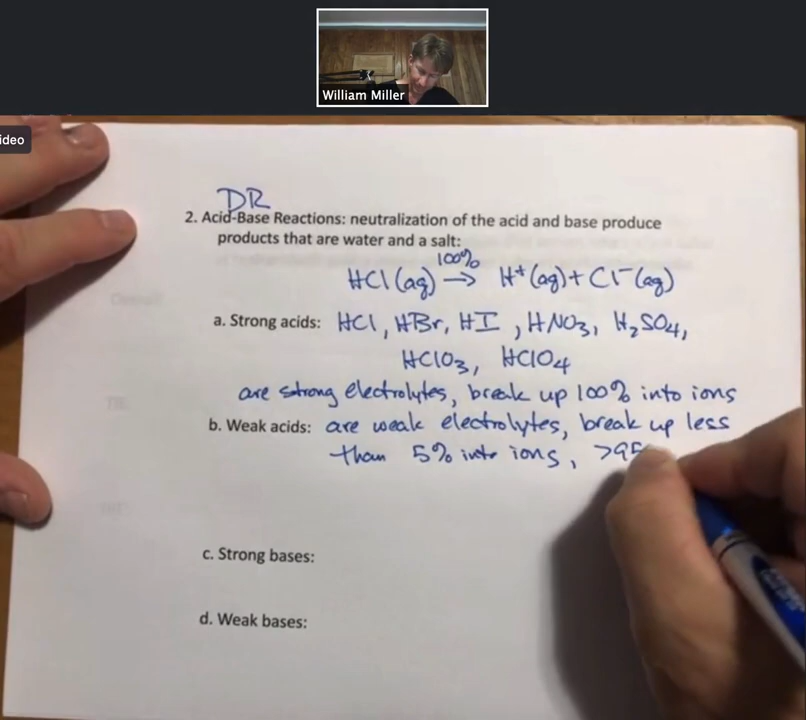 William Miller
ideo
DR
2. Acid-Base Reactions: neutralization of the acid and base produce
products that are water and a salt:
100%
HCl(aq) → H⁺(aq) + Cl⁻(aq)
a. Strong acids: HCl, HBr, HI, HNO₃, H₂SO₄,
HClO₃, HClO₄
are strong electrolytes, break up 100% into ions
b. Weak acids: are weak electrolytes, break up less
than 5% into ions, >95
c. Strong bases:
d. Weak bases: